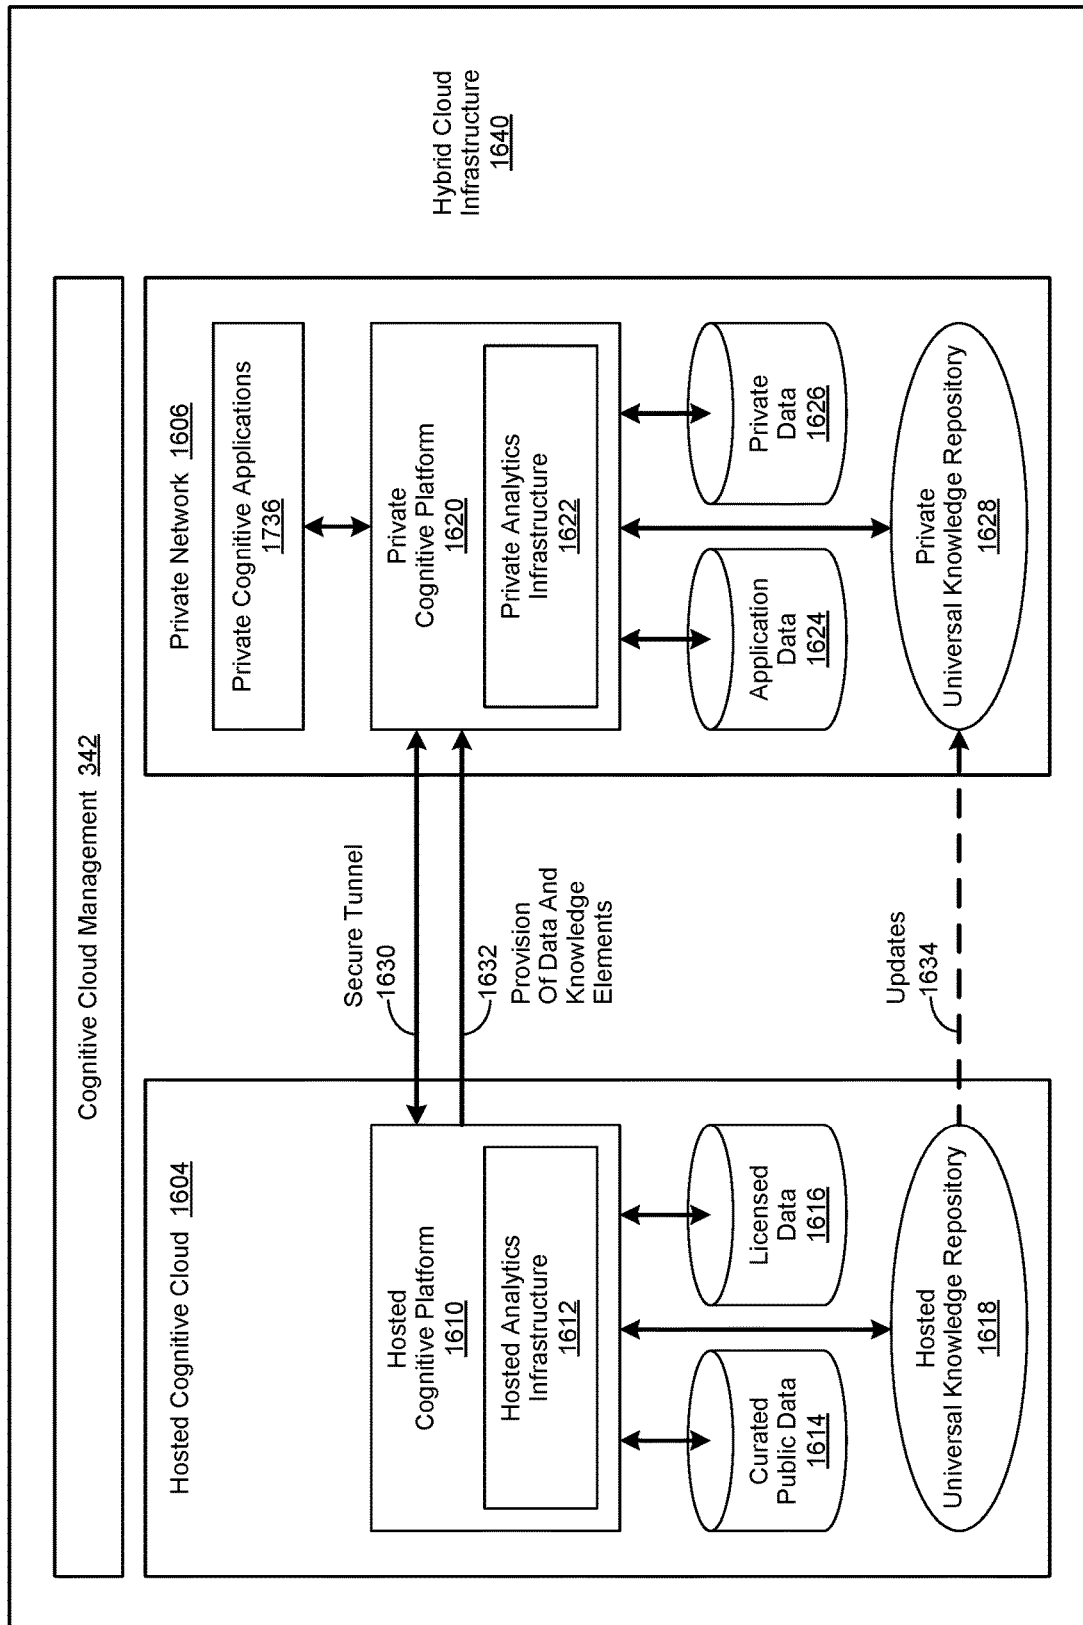 Cognitive Cloud Management 342
Hosted Cognitive Cloud 1604
Hosted
Cognitive Platform
1610
Hosted Analytics
Infrastructure
1612
Curated
Public Data
1614
Licensed
Data
1616
Hosted
Universal Knowledge Repository
1618
Secure Tunnel
1630
1632
Provision
Of Data And
Knowledge
Elements
Updates
1634
Private Network 1606
Private Cognitive Applications
1736
Private
Cognitive Platform
1620
Private Analytics
Infrastructure
1622
Application
Data
1624
Private
Data
1626
Private
Universal Knowledge Repository
1628
Hybrid Cloud
Infrastructure
1640